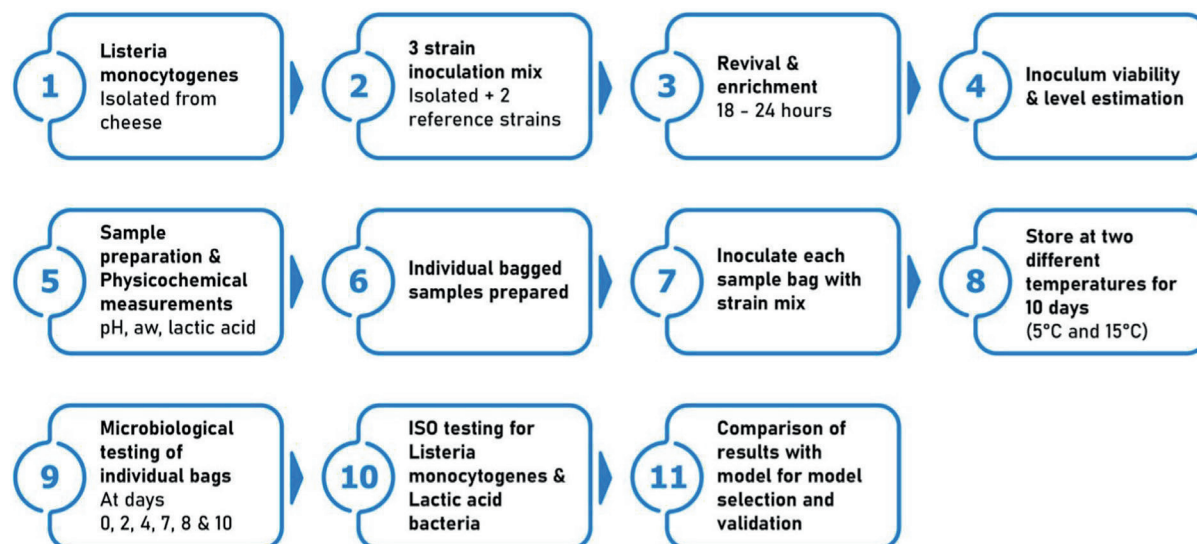 1
Listeria
monocytogenes
Isolated from
cheese
2
3 strain
inoculation mix
Isolated + 2
reference strains
3
Revival &
enrichment
18 - 24 hours
4
Inoculum viability
& level estimation
5
Sample
preparation &
Physicochemical
measurements
pH, aw, lactic acid
6
Individual bagged
samples prepared
7
Inoculate each
sample bag with
strain mix
8
Store at two
different
temperatures for
10 days
(5°C and 15°C)
9
Microbiological
testing of
individual bags
At days
0, 2, 4, 7, 8 & 10
10
ISO testing for
Listeria
monocytogenes &
Lactic acid
bacteria
11
Comparison of
results with
model for model
selection and
validation